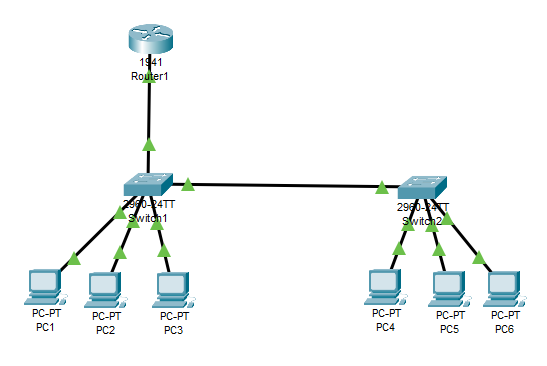 1941
Router1
2960-24TT
Switch1
2960-24TT
Switch2
PC-PT
PC1
PC-PT
PC2
PC-PT
PC3
PC-PT
PC4
PC-PT
PC5
PC-PT
PC6